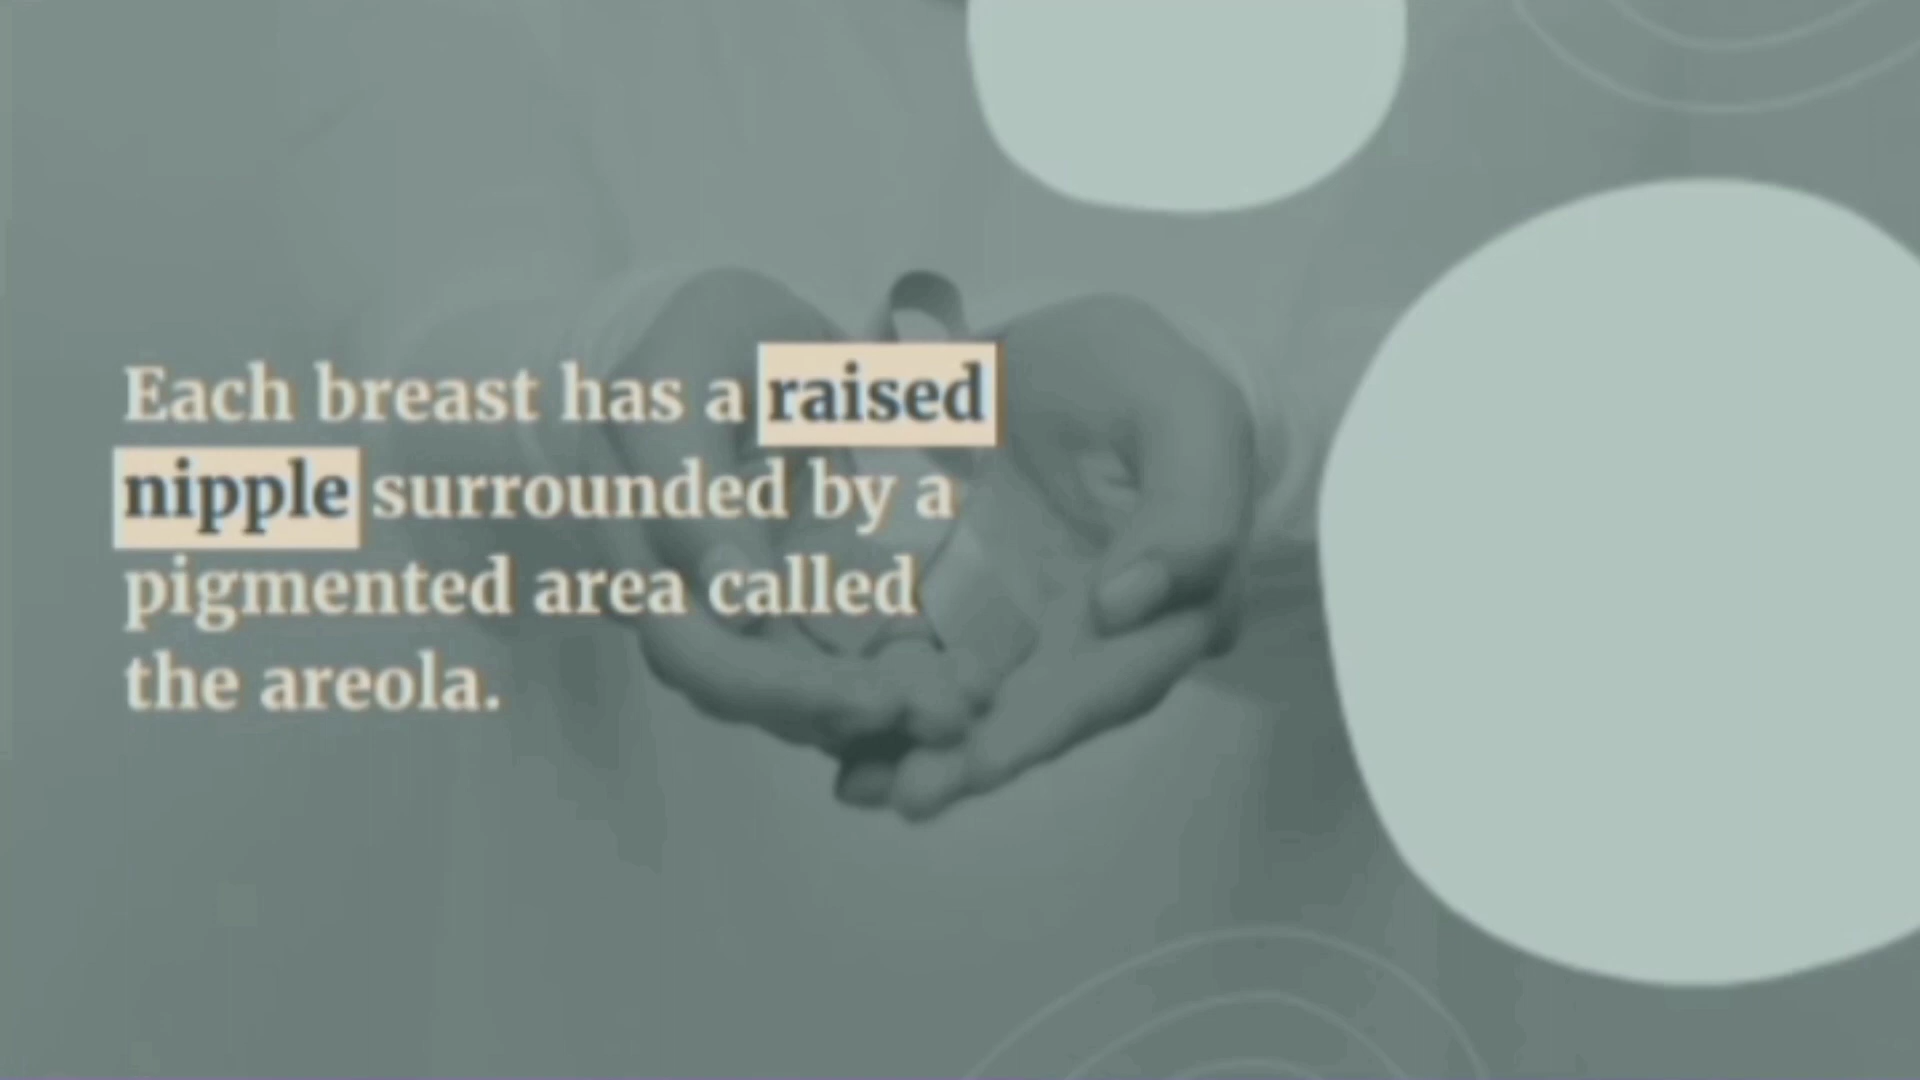 Each breast has a raised
nipple surrounded by a
pigmented area called
the areola.